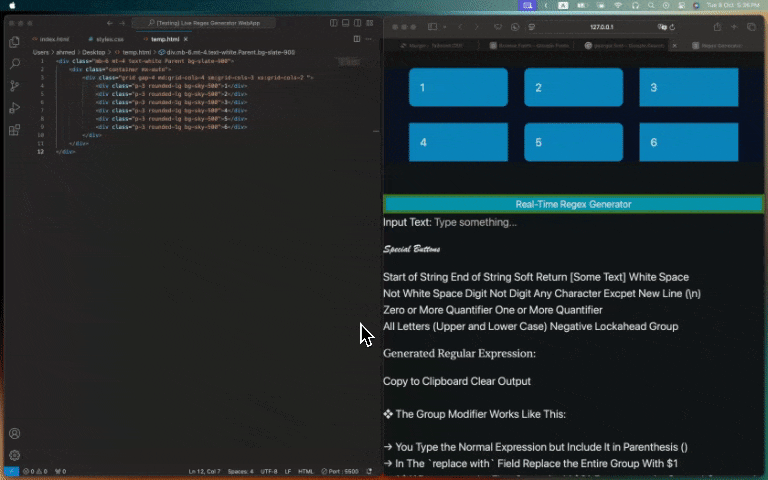 Tue 8 Oct 5:36 PM
[Testing] Live Regex Generator WebApp
127.0.0.1
index.html
styles.css
temp.html
Regex Generator
Users > ahmed > Desktop > temp.html > div.mb-6.mt-4.text-white.Parent.bg-slate-900
1 <div class="mb-6 mt-4 text-white Parent bg-slate-900">
2 <div class="container mx-auto">
3 <div class="grid gap-4 md:grid-cols-4 sm:grid-cols-3 xs:grid-cols-2 ">
4 <div class="p-3 rounded-lg bg-sky-500">1</div>
5 <div class="p-3 rounded-lg bg-sky-500">2</div>
6 <div class="p-3 rounded-lg bg-sky-500">3</div>
7 <div class="p-3 rounded-lg bg-sky-500">4</div>
8 <div class="p-3 rounded-lg bg-sky-500">5</div>
9 <div class="p-3 rounded-lg bg-sky-500">6</div>
10 </div>
11 </div>
12 </div>
1
2
3
4
5
6
Real-Time Regex Generator
Input Text: Type something...
Special Buttons
Start of String End of String Soft Return [Some Text] White Space
Not White Space Digit Not Digit Any Character Excpet New Line (\n)
Zero or More Quantifier One or More Quantifier
All Letters (Upper and Lower Case) Negative Lockahead Group
Generated Regular Expression:
Copy to Clipboard Clear Output
❖ The Group Modifier Works Like This:
→ You Type the Normal Expression but Include It in Parenthesis ()
→ In The `replace with` Field Replace the Entire Group With $1
Ln 12, Col 7 Spaces: 4 UTF-8 LF HTML Port : 5500